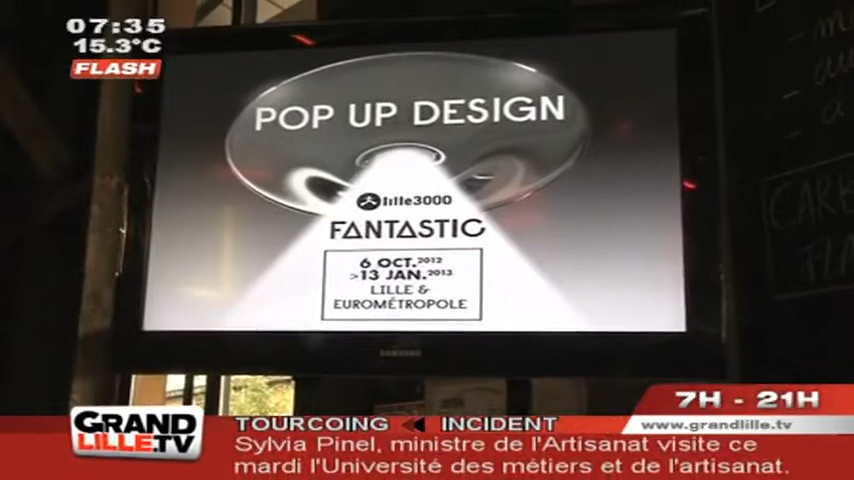 07:35
15.3°C
FLASH
POP UP DESIGN
lille3000
FANTASTIC
6 OCT.2012
>13 JAN.2013
LILLE &
EUROMÉTROPOLE
SAMSUNG
CARK
7H - 21H
www.grandlille.tv
GRAND
LILLE.TV
TOURCOING INCIDENT
Sylvia Pinel, ministre de l'Artisanat visite ce
mardi l'Université des métiers et de l'artisanat.